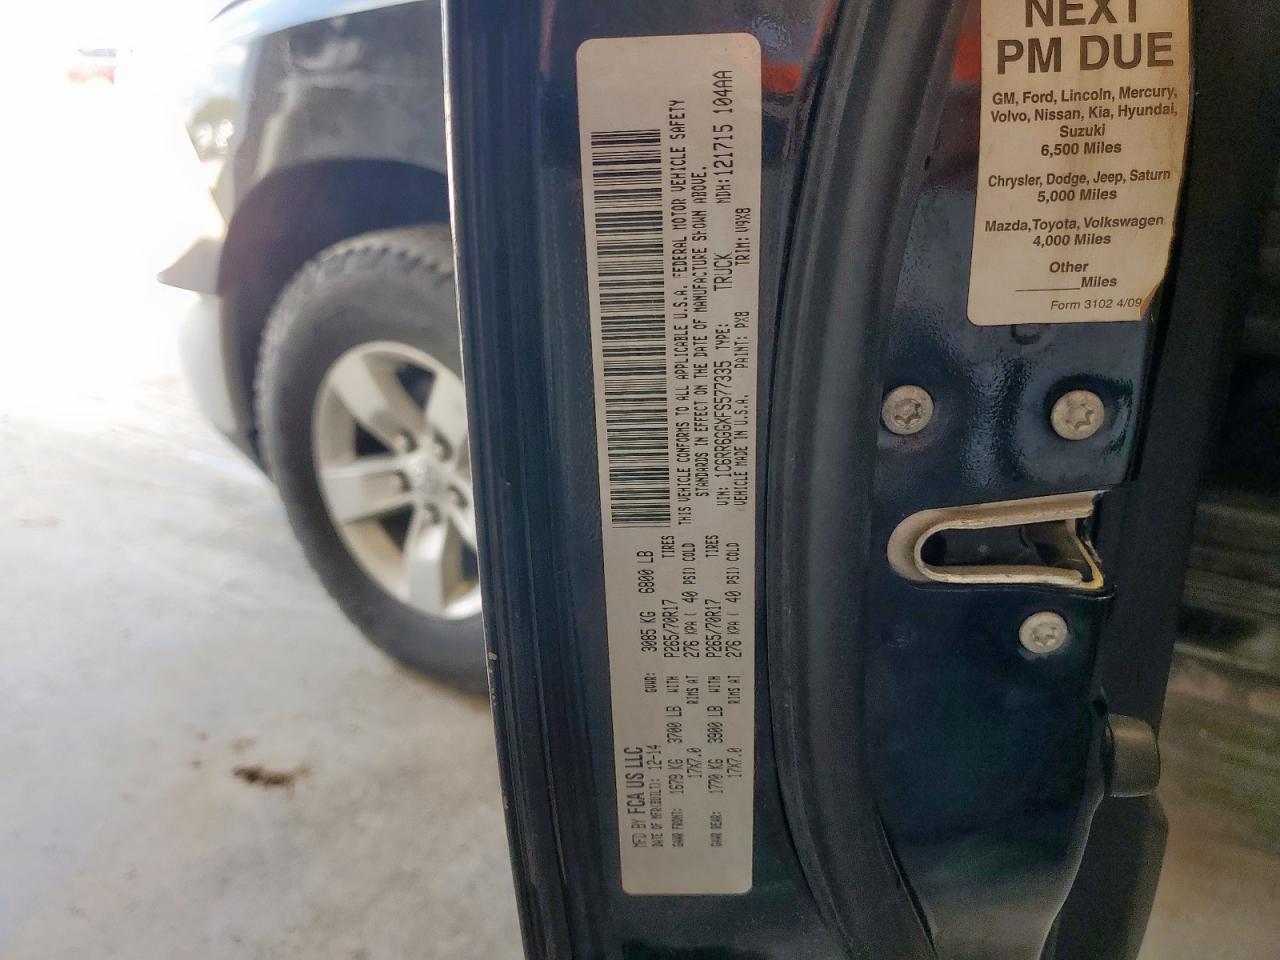 MFD BY FCA US LLC
DATE OF MFR(BUILT): 12-14 GVWR: 3085 KG 6800 LB
GAWR FRONT: 1679 KG 3700 LB WITH P265/70R17 TIRES
17X7.0 RIMS AT 276 KPA( 40 PSI) COLD
GAWR REAR: 1770 KG 3900 LB WITH P265/70R17 TIRES
17X7.0 RIMS AT 276 KPA( 40 PSI) COLD
THIS VEHICLE CONFORMS TO ALL APPLICABLE U.S.A. FEDERAL MOTOR VEHICLE SAFETY
STANDARDS IN EFFECT ON THE DATE OF MANUFACTURE SHOWN ABOVE.
VIN: 1C6RR6GGXFS577335 TYPE: TRUCK MDH: 121715 104AA
VEHICLE MADE IN U.S.A. PAINT: PX8 TRIM: V9X8
NEXT
PM DUE
GM, Ford, Lincoln, Mercury,
Volvo, Nissan, Kia, Hyundai,
Suzuki
6,500 Miles
Chrysler, Dodge, Jeep, Saturn
5,000 Miles
Mazda, Toyota, Volkswagen
4,000 Miles
Other
______Miles
Form 3102 4/09